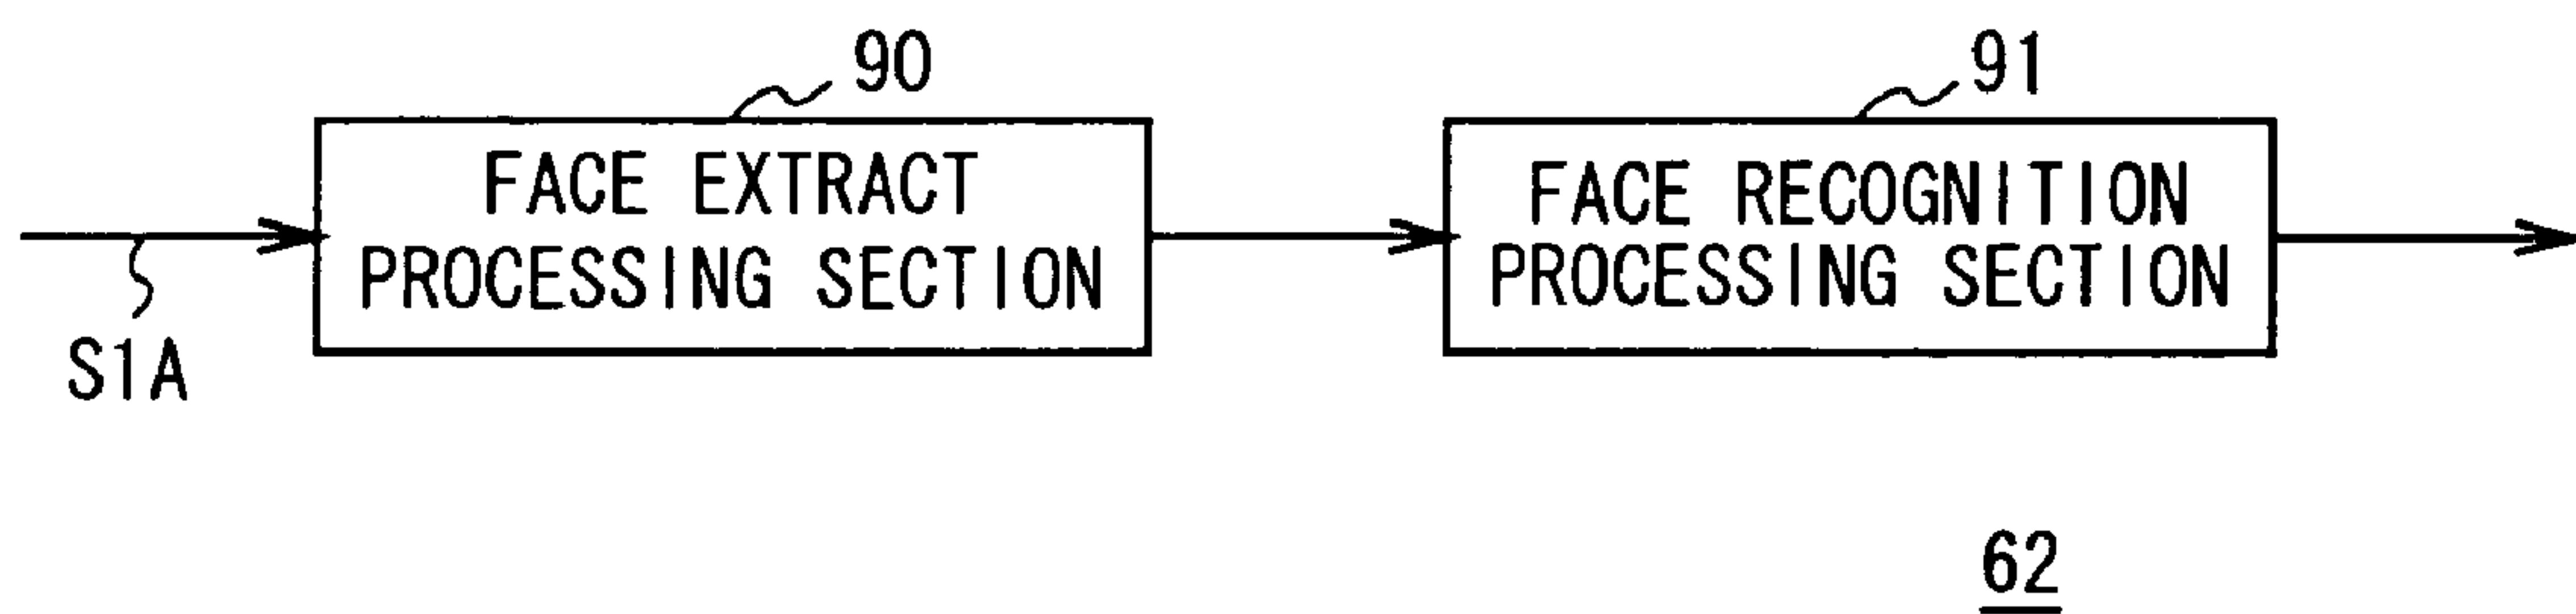 90
91
FACE EXTRACT
PROCESSING SECTION
FACE RECOGNITION
PROCESSING SECTION
S1A
62